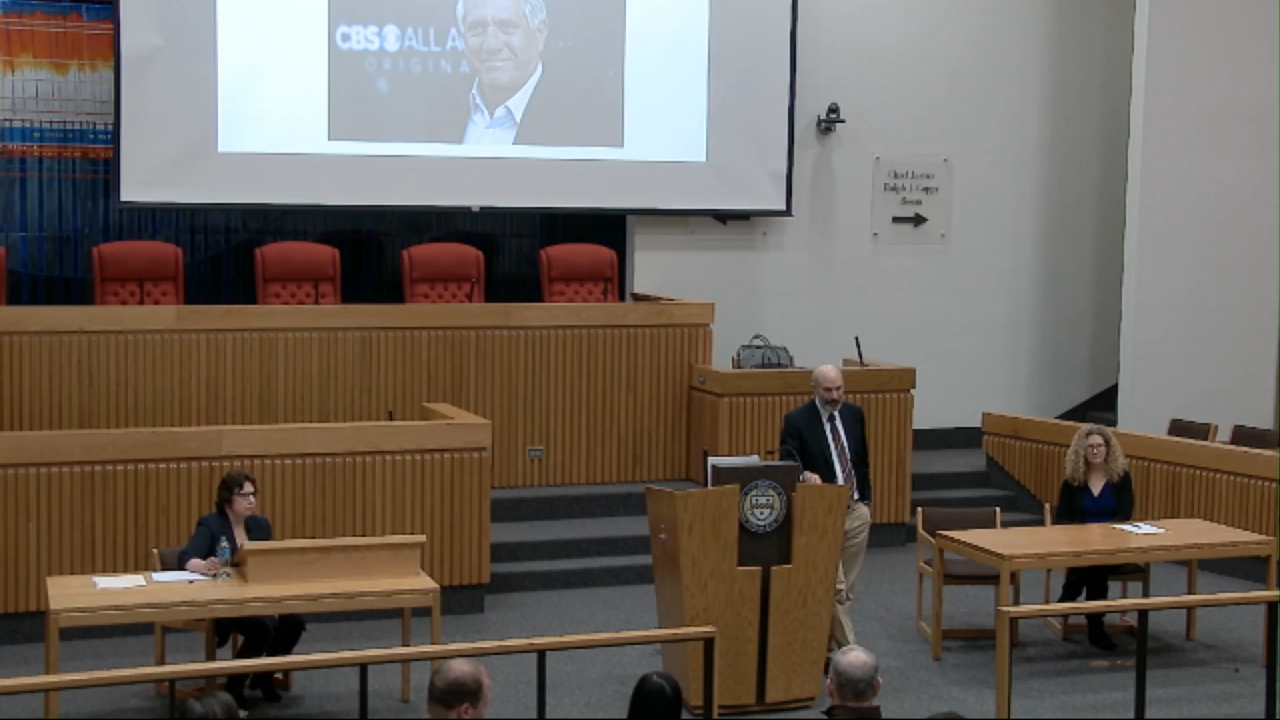 CBS ALL A
ORIGINA
Chief Justice
Ralph J. Cappy
Room